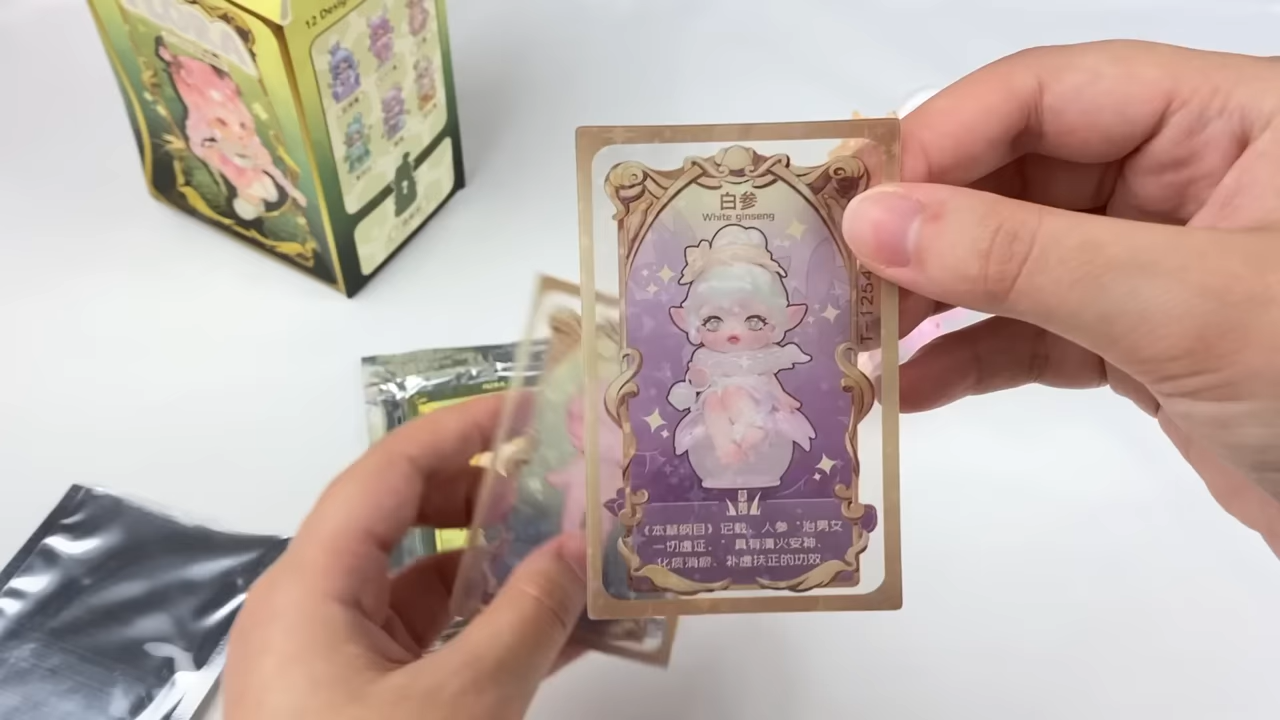 12 Desig
白参
White ginseng
T-1254
《本草纲目》记载、人参“治男女
一切虚证，”具有清火安神、
化痰消瘀、补虚扶正的功效